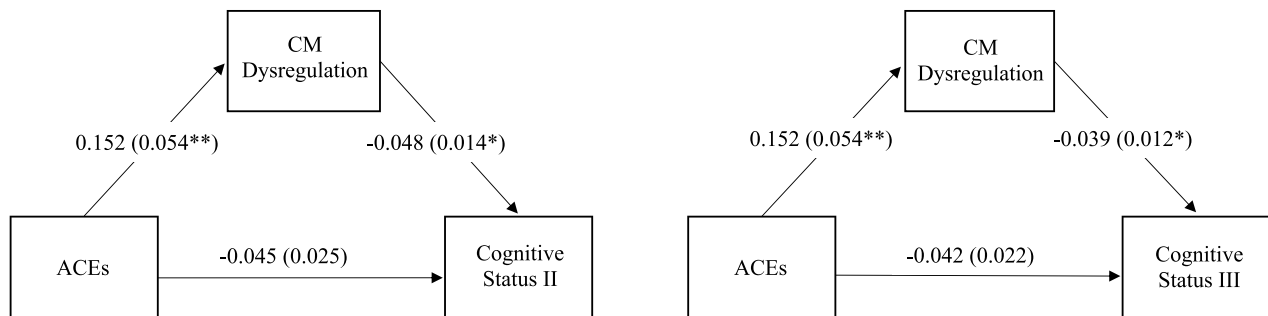 CM
Dysregulation
0.152 (0.054**)
-0.048 (0.014*)
ACEs
-0.045 (0.025)
Cognitive
Status II
CM
Dysregulation
0.152 (0.054**)
-0.039 (0.012*)
ACEs
-0.042 (0.022)
Cognitive
Status III